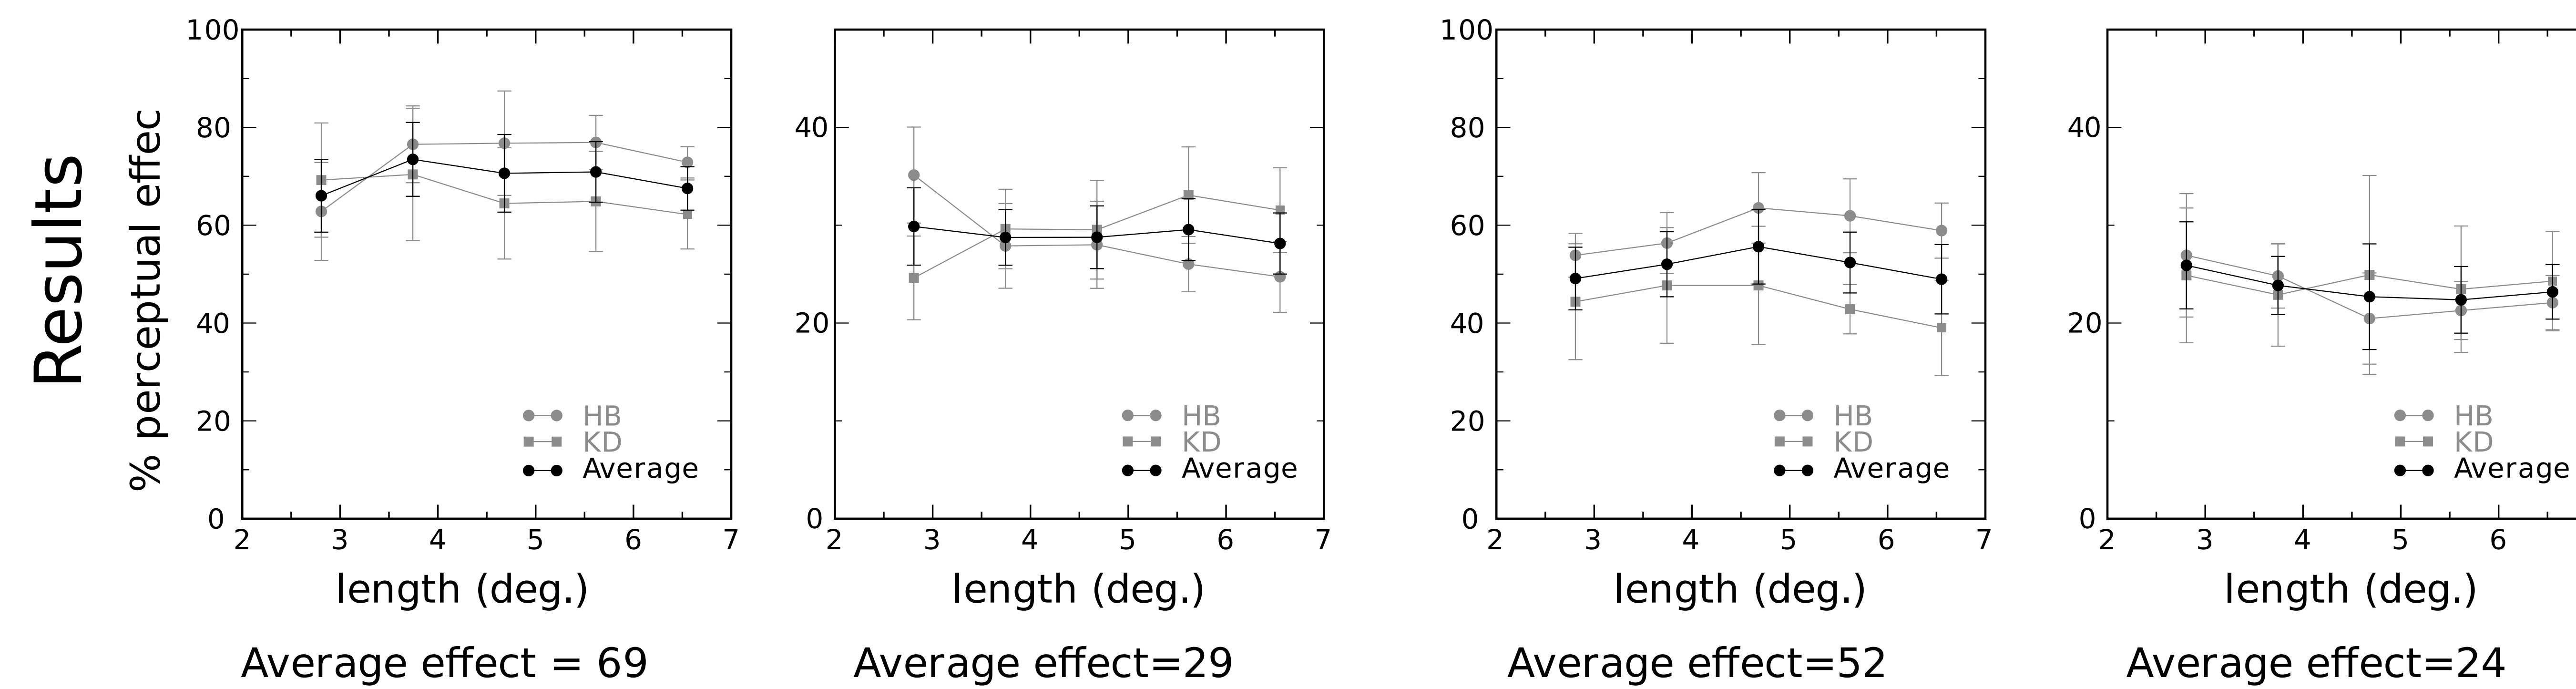 Results
% perceptual effec
100
80
60
40
20
0
2 3 4 5 6 7
HB
KD
Average
length (deg.)
Average effect = 69
40
20
0
2 3 4 5 6 7
HB
KD
Average
length (deg.)
Average effect=29
100
80
60
40
20
0
2 3 4 5 6 7
HB
KD
Average
length (deg.)
Average effect=52
40
20
0
2 3 4 5 6
HB
KD
Average
length (deg.)
Average effect=24